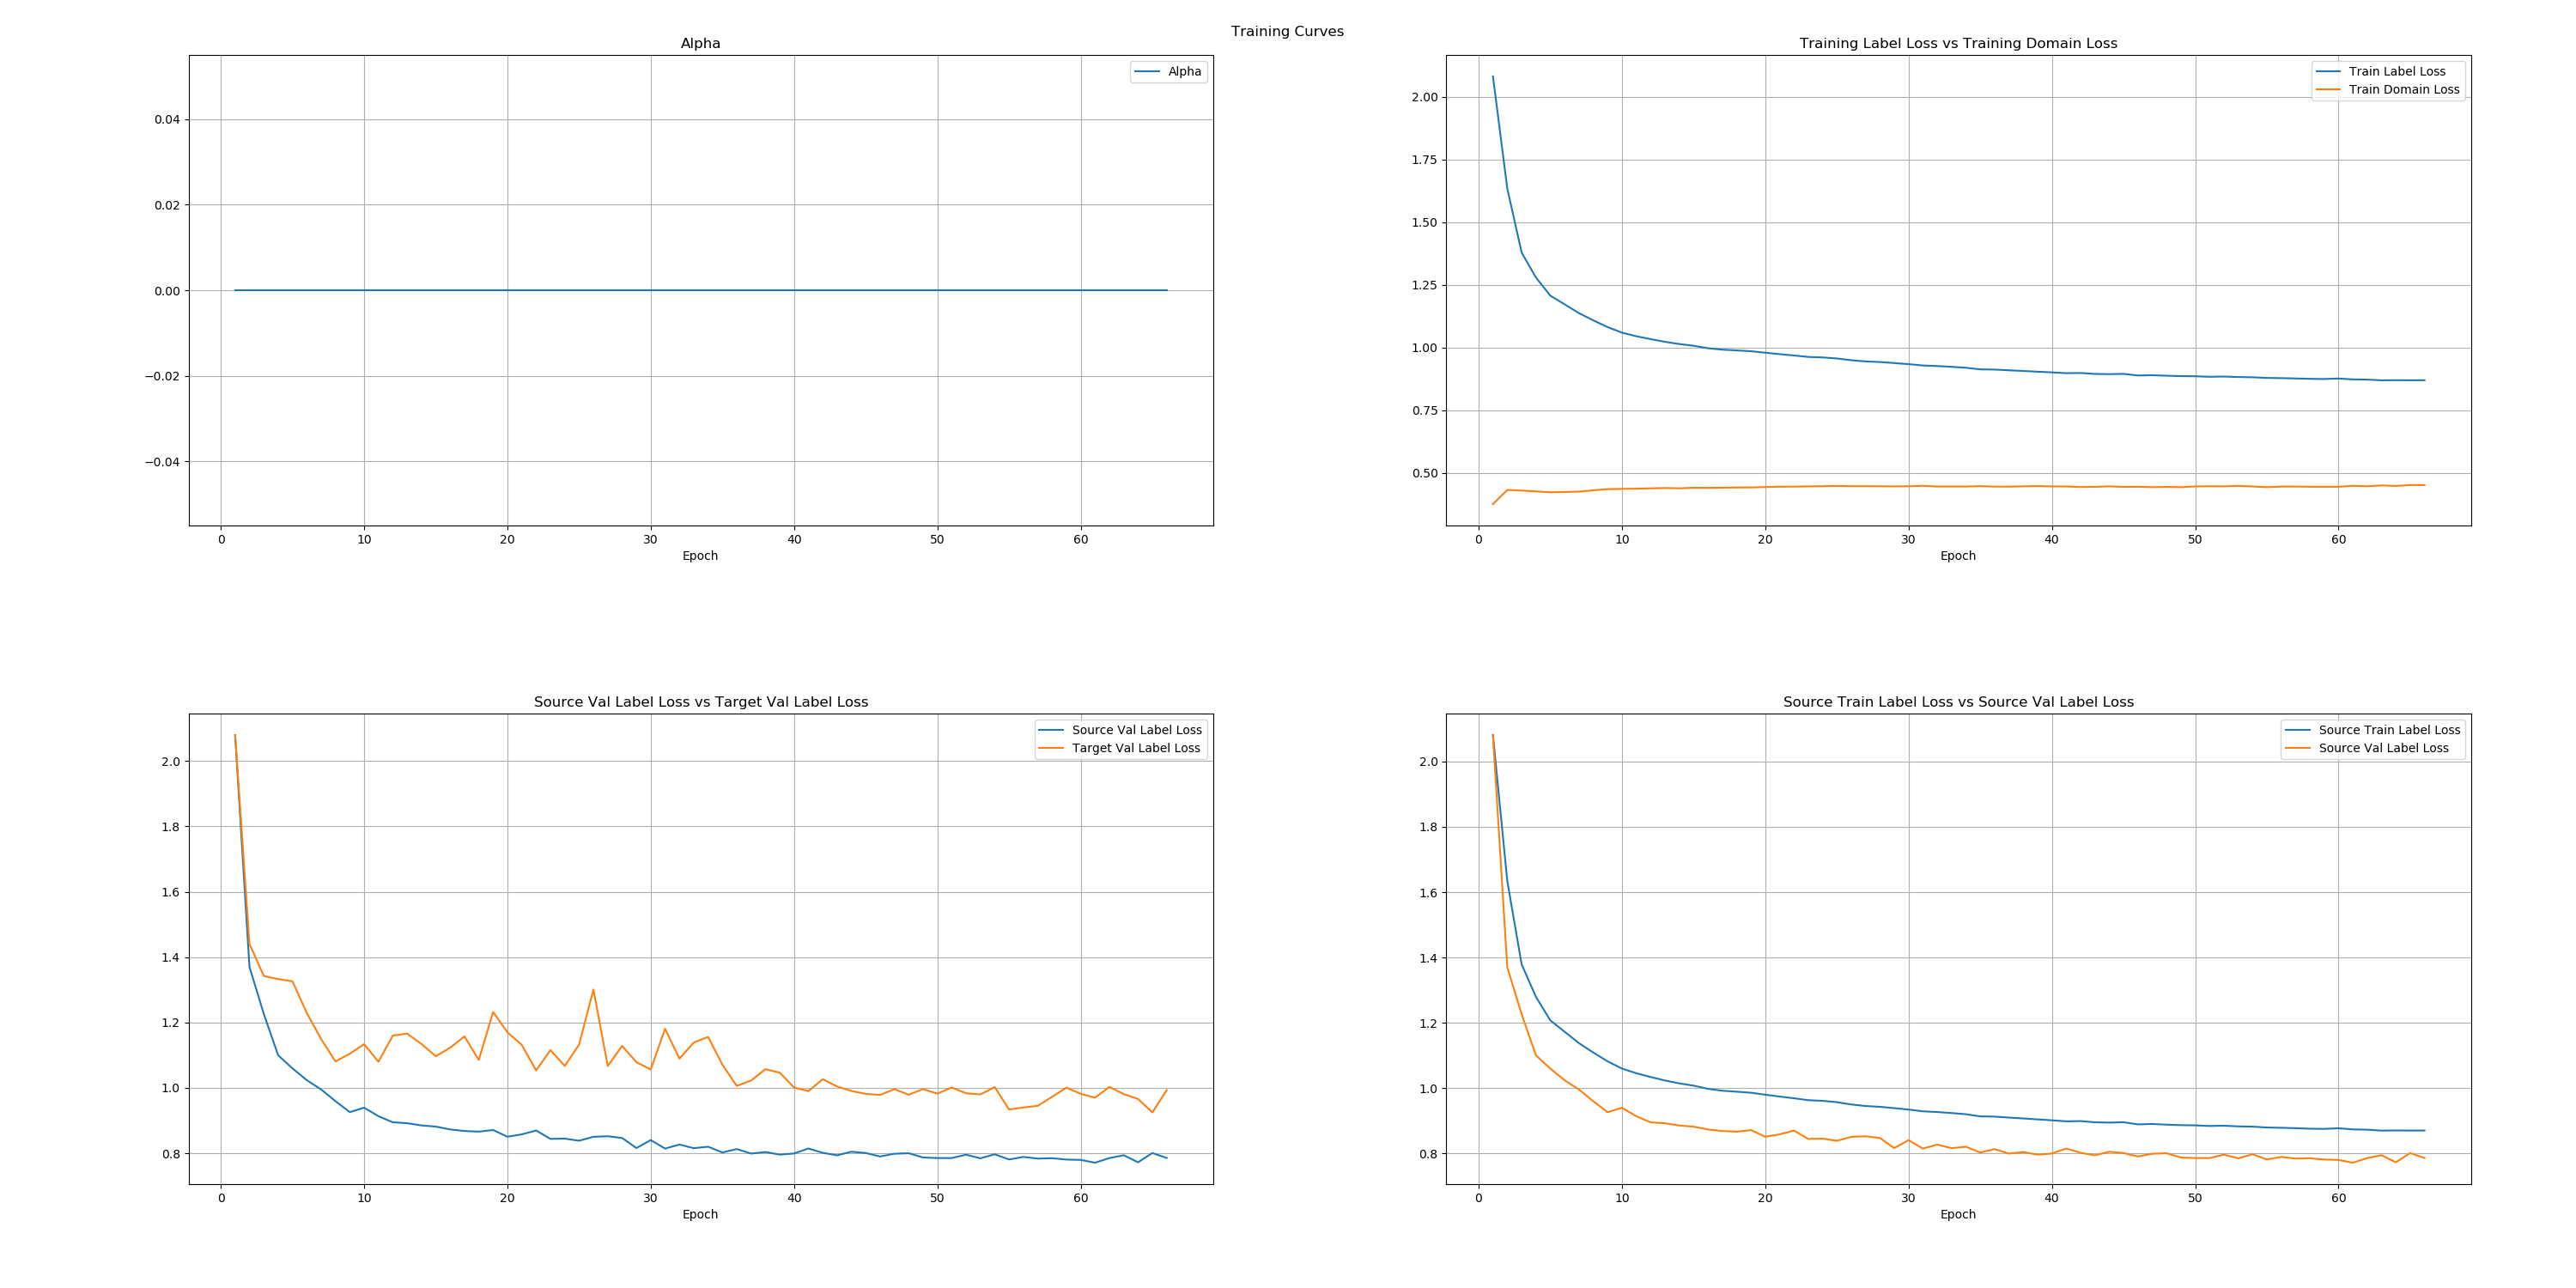 Training Curves
Alpha
Alpha
0.04
0.02
0.00
−0.02
−0.04
0 10 20 30 40 50 60
Epoch
Training Label Loss vs Training Domain Loss
Train Label Loss
Train Domain Loss
2.00
1.75
1.50
1.25
1.00
0.75
0.50
0 10 20 30 40 50 60
Epoch
Source Val Label Loss vs Target Val Label Loss
Source Val Label Loss
Target Val Label Loss
2.0
1.8
1.6
1.4
1.2
1.0
0.8
0 10 20 30 40 50 60
Epoch
Source Train Label Loss vs Source Val Label Loss
Source Train Label Loss
Source Val Label Loss
2.0
1.8
1.6
1.4
1.2
1.0
0.8
0 10 20 30 40 50 60
Epoch